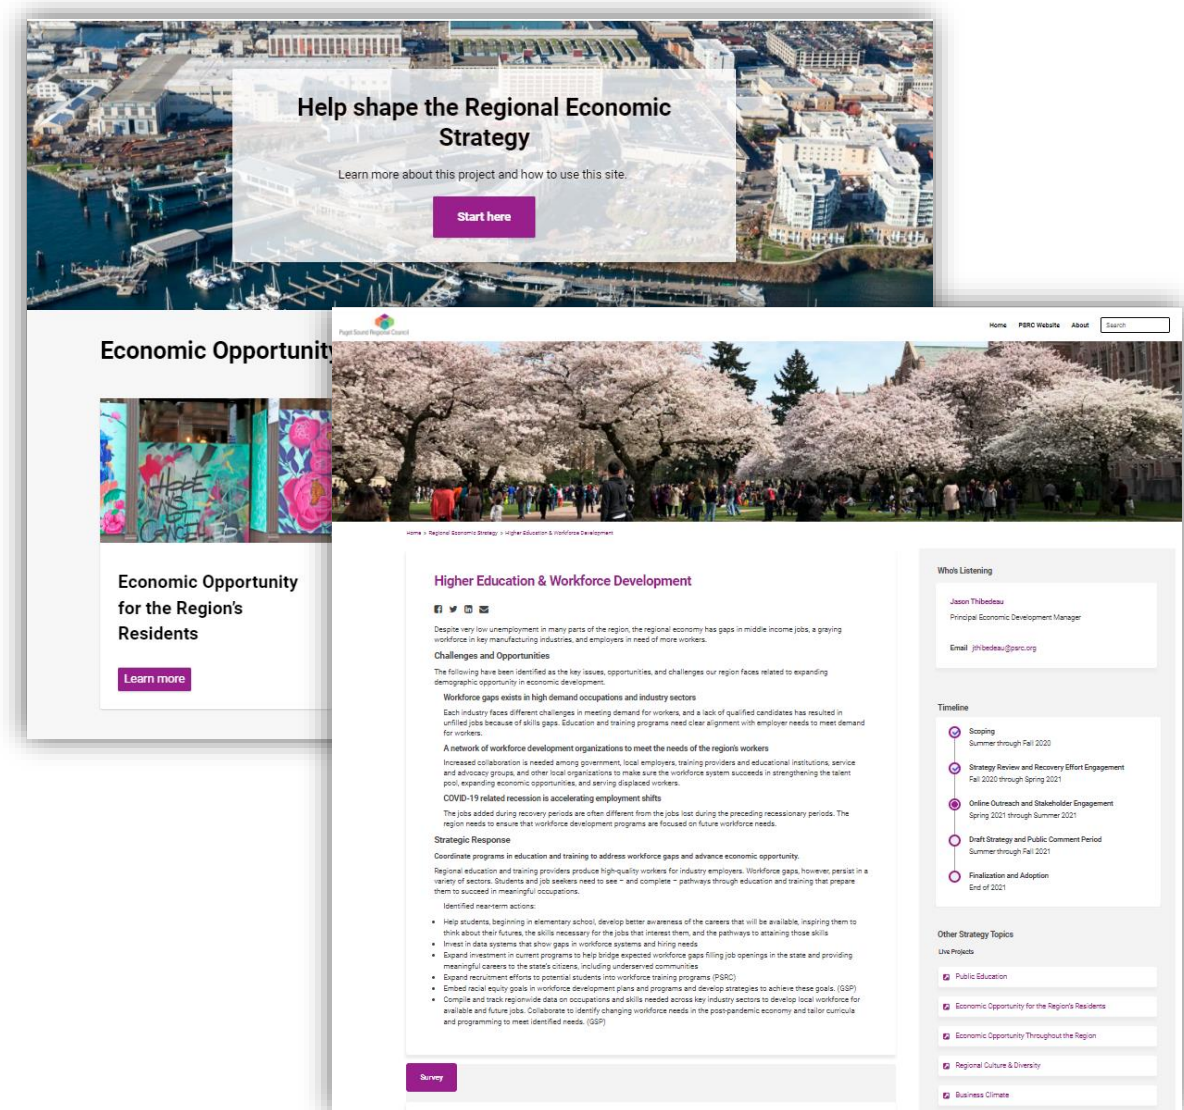 Help shape the Regional Economic
Strategy
Learn more about this project and how to use this site.
Start here
Economic Opportunity
HOPE
IS
NOT
CANCELED
Economic Opportunity
for the Region's
Residents
Learn more
Puget Sound Regional Council
Home PSRC Website About Search
Home > Regional Economic Strategy > Higher Education & Workforce Development
Higher Education & Workforce Development
Despite very low unemployment in many parts of the region, the regional economy has gaps in middle income jobs, a graying
workforce in key manufacturing industries, and employers in need of more workers.
Challenges and Opportunities
The following have been identified as the key issues, opportunities, and challenges our region faces related to expanding
demographic opportunity in economic development.
Workforce gaps exists in high demand occupations and industry sectors
Each industry faces different challenges in meeting demand for workers, and a lack of qualified candidates has resulted in
unfilled jobs because of skills gaps. Education and training programs need clear alignment with employer needs to meet demand
for workers.
A network of workforce development organizations to meet the needs of the region's workers
Increased collaboration is needed among government, local employers, training providers and educational institutions, service
and advocacy groups, and other local organizations to make sure the workforce system succeeds in strengthening the talent
pool, expanding economic opportunities, and serving displaced workers.
COVID-19 related recession is accelerating employment shifts
The jobs added during recovery periods are often different from the jobs lost during the preceding recessionary periods. The
region needs to ensure that workforce development programs are focused on future workforce needs.
Strategic Response
Coordinate programs in education and training to address workforce gaps and advance economic opportunity.
Regional education and training providers produce high-quality workers for industry employers. Workforce gaps, however, persist in a
variety of sectors. Students and job seekers need to see – and complete – pathways through education and training that prepare
them to succeed in meaningful occupations.
Identified near-term actions:
• Help students, beginning in elementary school, develop better awareness of the careers that will be available, inspiring them to
think about their futures, the skills necessary for the jobs that interest them, and the pathways to attaining those skills
• Invest in data systems that show gaps in workforce systems and hiring needs
• Expand investment in current programs to help bridge expected workforce gaps filling job openings in the state and providing
meaningful careers to the state's citizens, including underserved communities
• Expand recruitment efforts to potential students into workforce training programs (PSRC)
• Embed racial equity goals in workforce development plans and programs and develop strategies to achieve these goals. (GSP)
• Compile and track regionwide data on occupations and skills needed across key industry sectors to develop local workforce for
available and future jobs. Collaborate to identify changing workforce needs in the post-pandemic economy and tailor curricula
and programming to meet identified needs. (GSP)
Survey
Who's Listening
Jason Thibedeau
Principal Economic Development Manager
Email jthibedeau@psrc.org
Timeline
Scoping
Summer through Fall 2020
Strategy Review and Recovery Effort Engagement
Fall 2020 through Spring 2021
Online Outreach and Stakeholder Engagement
Spring 2021 through Summer 2021
Draft Strategy and Public Comment Period
Summer through Fall 2021
Finalization and Adoption
End of 2021
Other Strategy Topics
Live Projects
Public Education
Economic Opportunity for the Region's Residents
Economic Opportunity Throughout the Region
Regional Culture & Diversity
Business Climate